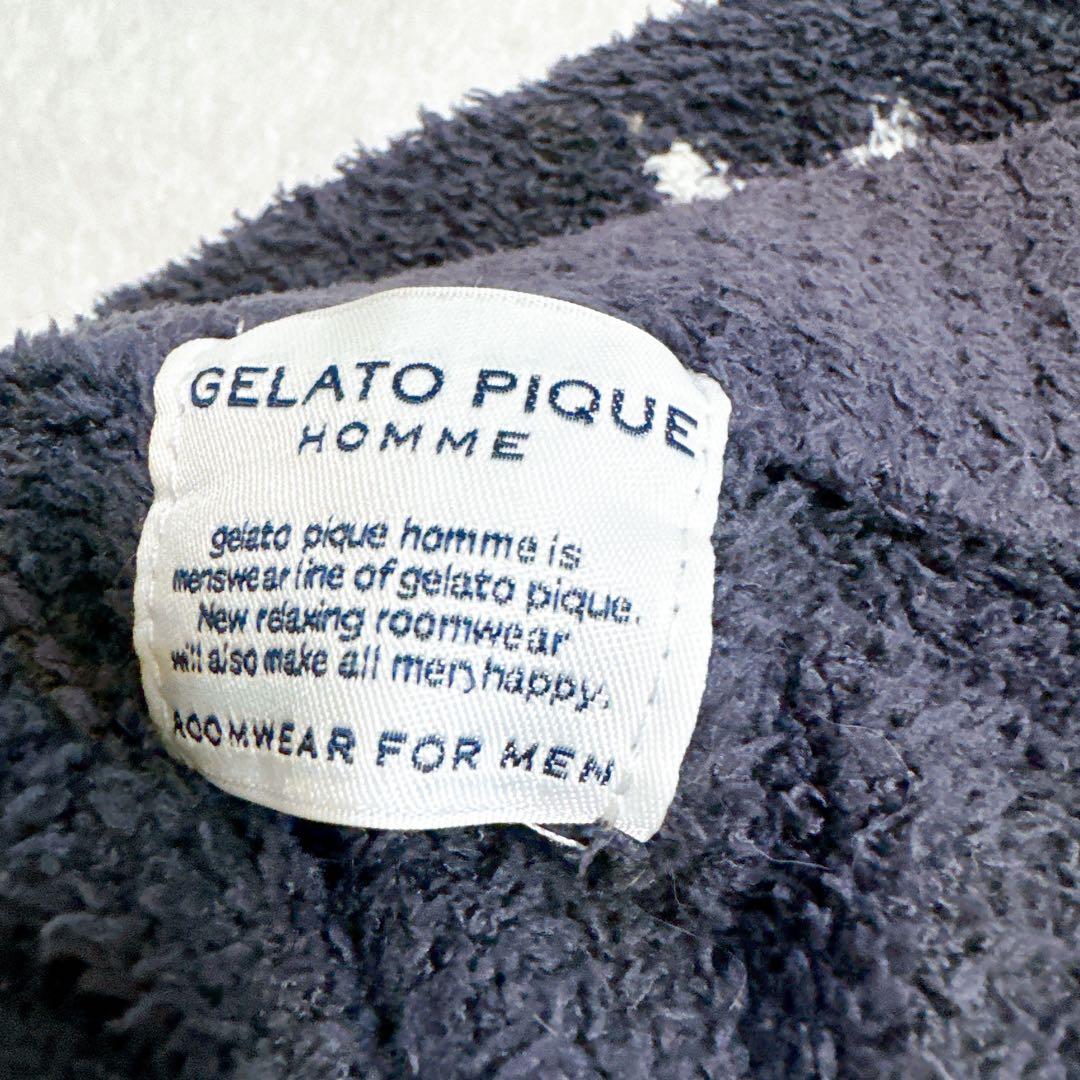 GELATO PIQUE
HOMME
gelato pique homme is
menswear line of gelato pique.
New relaxing roomwear
will also make all men happy.
ROOMWEAR FOR MEN